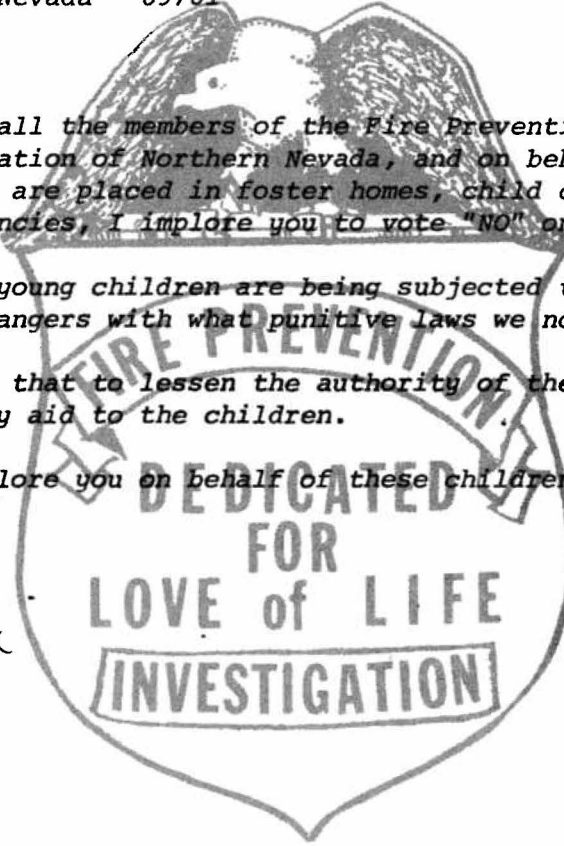 Nevada 89701
all the members of the Fire Preventi
ation of Northern Nevada, and on beh
are placed in foster homes, child c
ncies, I implore you to vote "NO" on
young children are being subjected t
angers with what punitive laws we no
that to lessen the authority of the
y aid to the children.
lore you on behalf of these children
FIRE PREVENTION
DEDICATED
FOR
LOVE of LIFE
INVESTIGATION